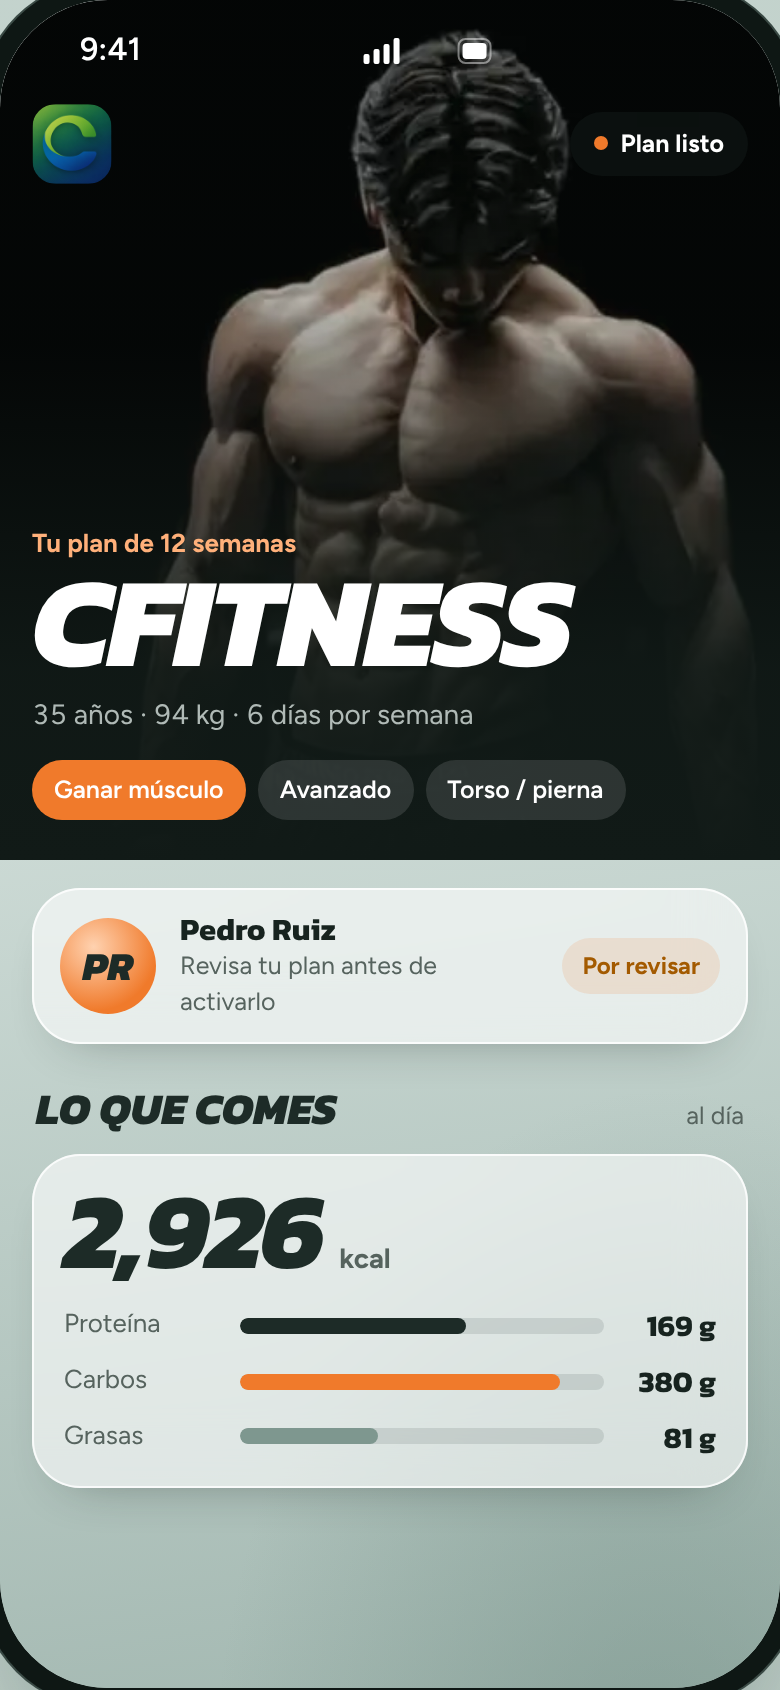 9:41
Plan listo
Tu plan de 12 semanas
CFITNESS
35 años · 94 kg · 6 días por semana
Ganar músculo
Avanzado
Torso / pierna
PR
Pedro Ruiz
Revisa tu plan antes de
activarlo
Por revisar
LO QUE COMES
al día
2,926 kcal
Proteína 169 g
Carbos 380 g
Grasas 81 g